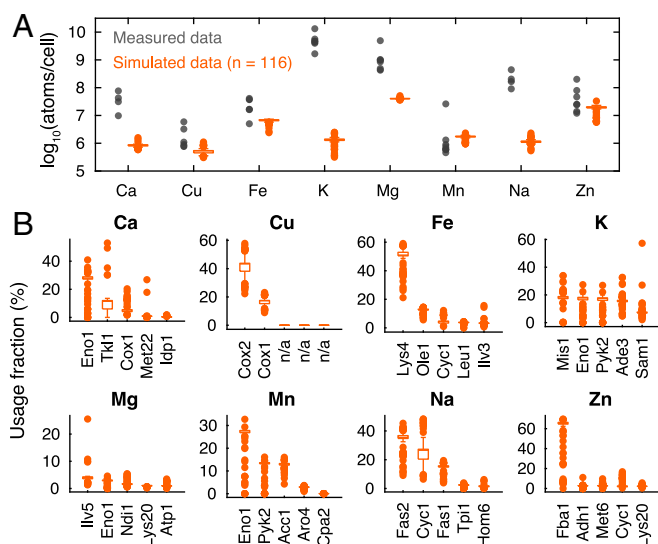 A
log10(atoms/cell)
10
9
8
7
6
5
Measured data
Simulated data (n = 116)
Ca Cu Fe K Mg Mn Na Zn
B
Usage fraction (%)
Ca
40
20
0
Eno1 Tkl1 Cox1 Met22 Idp1
Cu
60
40
20
0
Cox2 Cox1 n/a n/a n/a
Fe
60
40
20
0
Lys4 Ole1 Cyc1 Leu1 Ilv3
K
60
40
20
0
Mis1 Eno1 Pyk2 Ade3 Sam1
Mg
20
10
0
Ilv5 Eno1 Ndi1 Lys20 Atp1
Mn
30
20
10
0
Eno1 Pyk2 Acc1 Aro4 Cpa2
Na
40
20
0
Fas2 Cyc1 Fas1 Tpi1 Hom6
Zn
60
40
20
0
Fba1 Adh1 Met6 Cyc1 Lys20